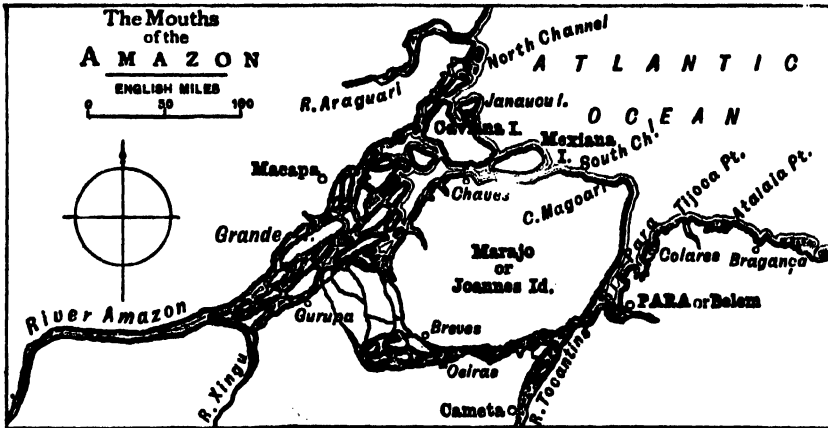 The Mouths
of the
AMAZON
ENGLISH MILES
0 50 100
North Channel
ATLANTIC
OCEAN
R. Araguari
Janaucu I.
Caviana I.
Mexiana
I.
South Ch!
Macapa
Chaves
C. Magoari
Para
Tijoca Pt.
Atalaia Pt.
Grande
Marajo
or
Joannes Id.
Colares
Bragança
PARA or Belem
River Amazon
Gurupa
Breves
R. Xingu
Oeiras
Cameta
R. Tocantins